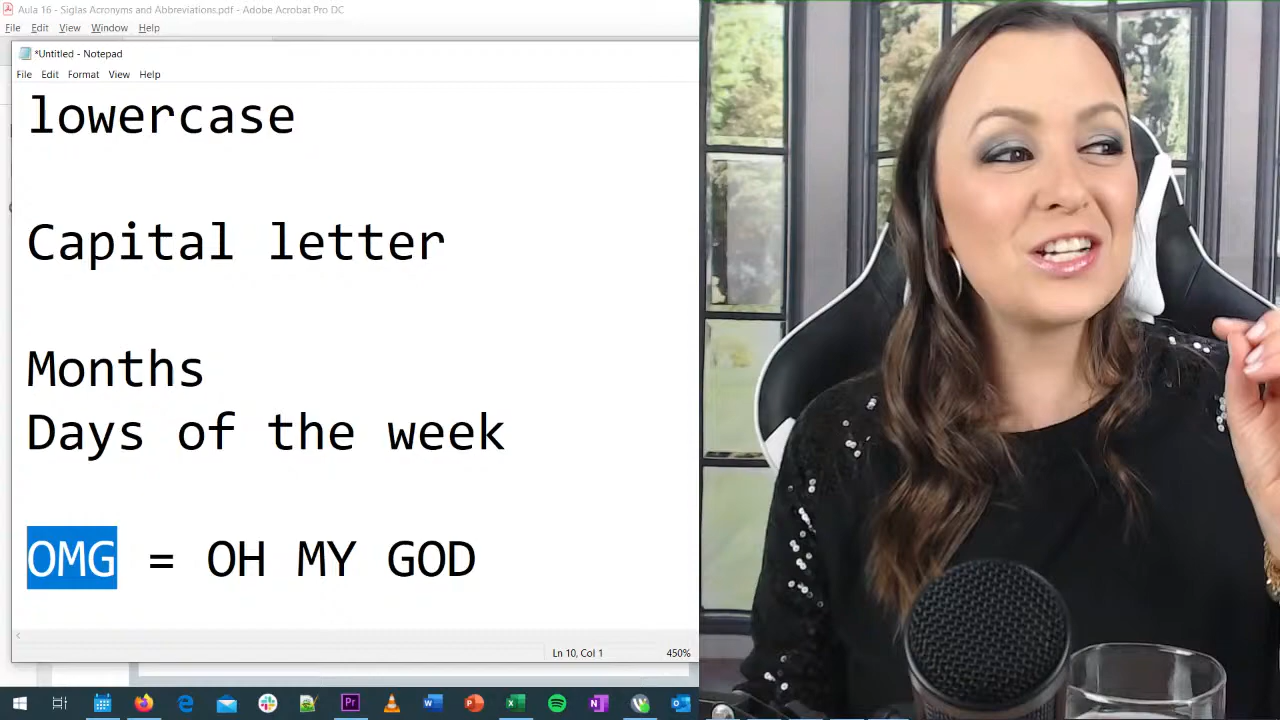 Aula 16 - Siglas Acronyms and Abbreviations.pdf - Adobe Acrobat Pro DC
File Edit View Window Help
*Untitled - Notepad
File Edit Format View Help
lowercase
Capital letter
Months
Days of the week
OMG = OH MY GOD
Ln 10, Col 1 450%